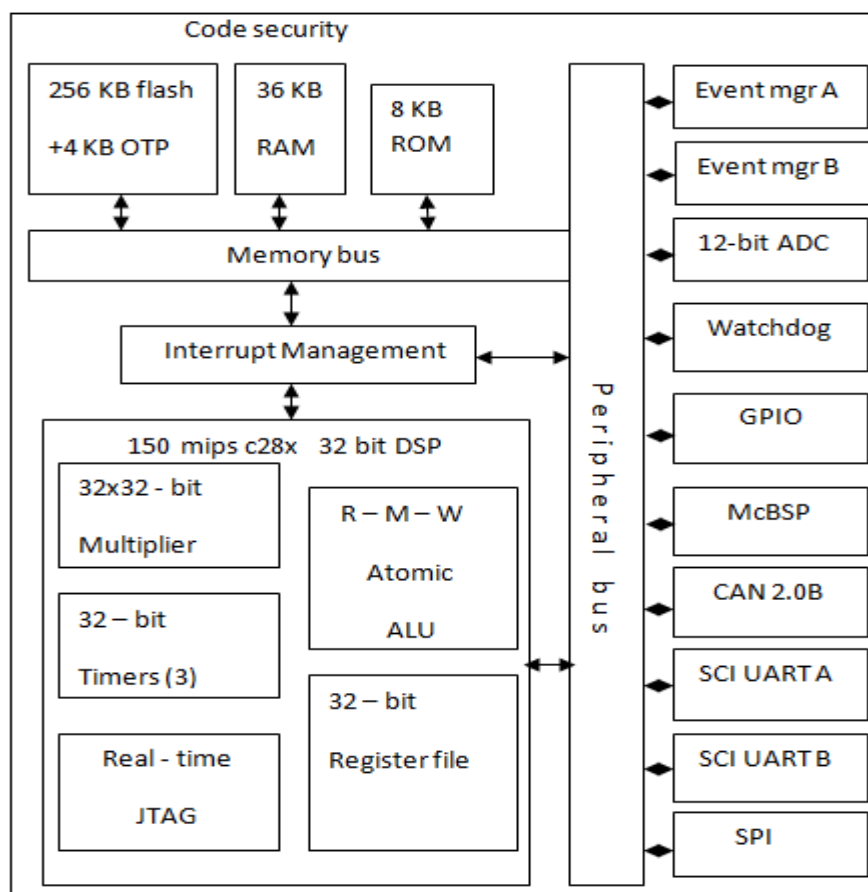 Code security
256 KB flash
+4 KB OTP
36 KB
RAM
8 KB
ROM
Memory bus
Interrupt Management
150 mips c28x 32 bit DSP
32x32 - bit
Multiplier
R – M – W
Atomic
ALU
32 – bit
Timers (3)
32 – bit
Register file
Real - time
JTAG
Peripheral bus
Event mgr A
Event mgr B
12-bit ADC
Watchdog
GPIO
McBSP
CAN 2.0B
SCI UART A
SCI UART B
SPI